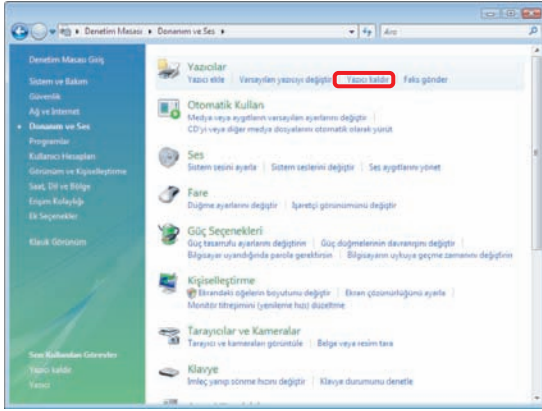 Denetim Masası ▸ Donanım ve Ses ▸
Ara
Denetim Masası Giriş
Sistem ve Bakım
Güvenlik
Ağ ve Internet
Donanım ve Ses
Programlar
Kullanıcı Hesapları
Görünüm ve Kişiselleştirme
Saat, Dil ve Bölge
Erişim Kolaylığı
Ek Seçenekler
Klasik Görünüm
Son Kullanılan Görevler
Yazıcı kaldır
Yazıcı
Yazıcılar
Yazıcı ekle | Varsayılan yazıcıyı değiştir | Yazıcı kaldır | Faks gönder
Otomatik Kullan
Medya veya aygıtların varsayılan ayarlarını değiştir
CD'yi veya diğer medya dosyalarını otomatik olarak yürüt
Ses
Sistem sesini ayarla | Sistem seslerini değiştir | Ses aygıtlarını yönet
Fare
Düğme ayarlarını değiştir | İşaretçi görünümünü değiştir
Güç Seçenekleri
Güç tasarrufu ayarlarını değiştirin | Güç düğmelerinin davranışını değiştir
Bilgisayar uyandığında parola gerektirsin | Bilgisayarın uykuya geçme zamanını değiştirin
Kişiselleştirme
Ekrandaki öğelerin boyutunu değiştir | Ekran çözünürlüğünü ayarla
Monitör titreşimini (yenileme hızı) düzeltme
Tarayıcılar ve Kameralar
Tarayıcı ve kameraları görüntüle | Belge veya resim tara
Klavye
İmleç yanıp sönme hızını değiştir | Klavye durumunu denetle